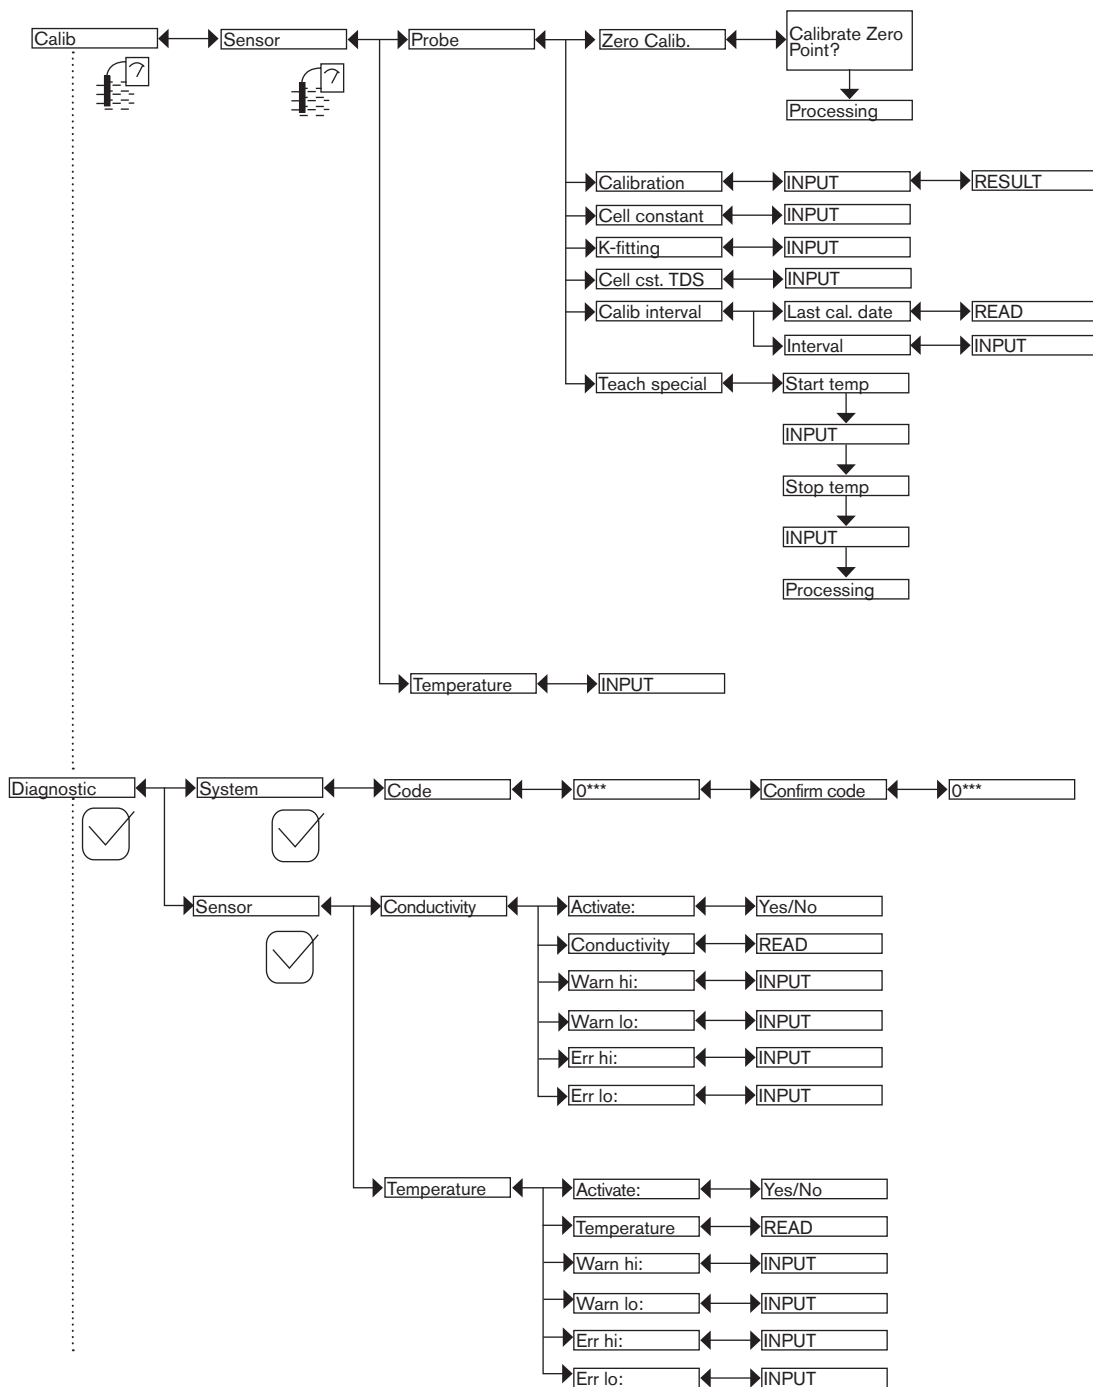 Calib
Sensor
Probe
Zero Calib.
Calibrate Zero
Point?
Processing
Calibration
INPUT
RESULT
Cell constant
INPUT
K-fitting
INPUT
Cell cst. TDS
INPUT
Calib interval
Last cal. date
READ
Interval
INPUT
Teach special
Start temp
INPUT
Stop temp
INPUT
Processing
Temperature
INPUT
Diagnostic
System
Code
0***
Confirm code
0***
Sensor
Conductivity
Activate:
Yes/No
Conductivity
READ
Warn hi:
INPUT
Warn lo:
INPUT
Err hi:
INPUT
Err lo:
INPUT
Temperature
Activate:
Yes/No
Temperature
READ
Warn hi:
INPUT
Warn lo:
INPUT
Err hi:
INPUT
Err lo:
INPUT